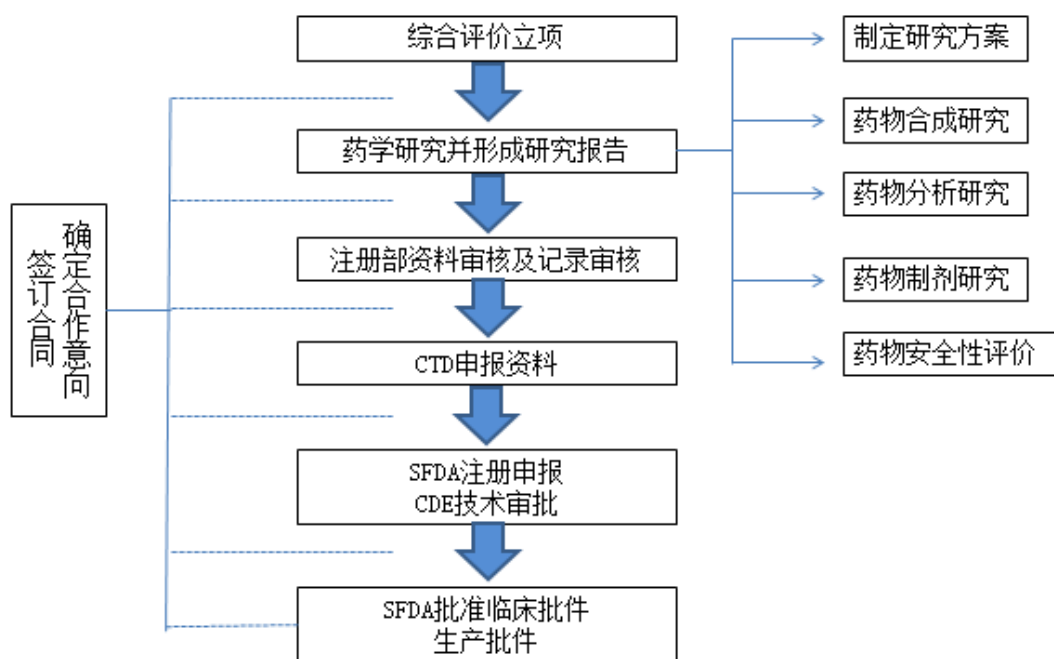 综合评价立项
药学研究并形成研究报告
注册部资料审核及记录审核
CTD申报资料
SFDA注册申报
CDE技术审批
SFDA批准临床批件
生产批件
确定合作意向
签订合同
制定研究方案
药物合成研究
药物分析研究
药物制剂研究
药物安全性评价